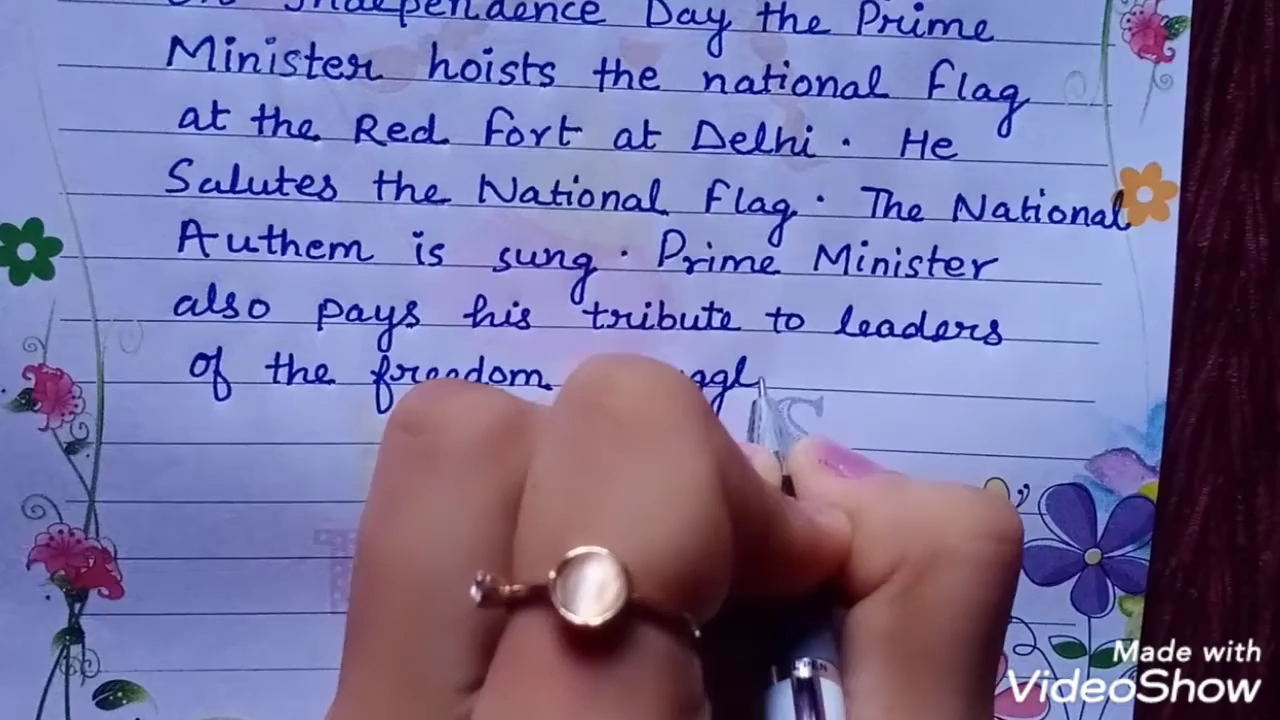 Independence Day the Prime
Minister hoists the national flag
at the Red fort at Delhi. He
Salutes the National Flag. The National
Authem is sung. Prime Minister
also pays his tribute to leaders
of the freedom
Made with
VideoShow